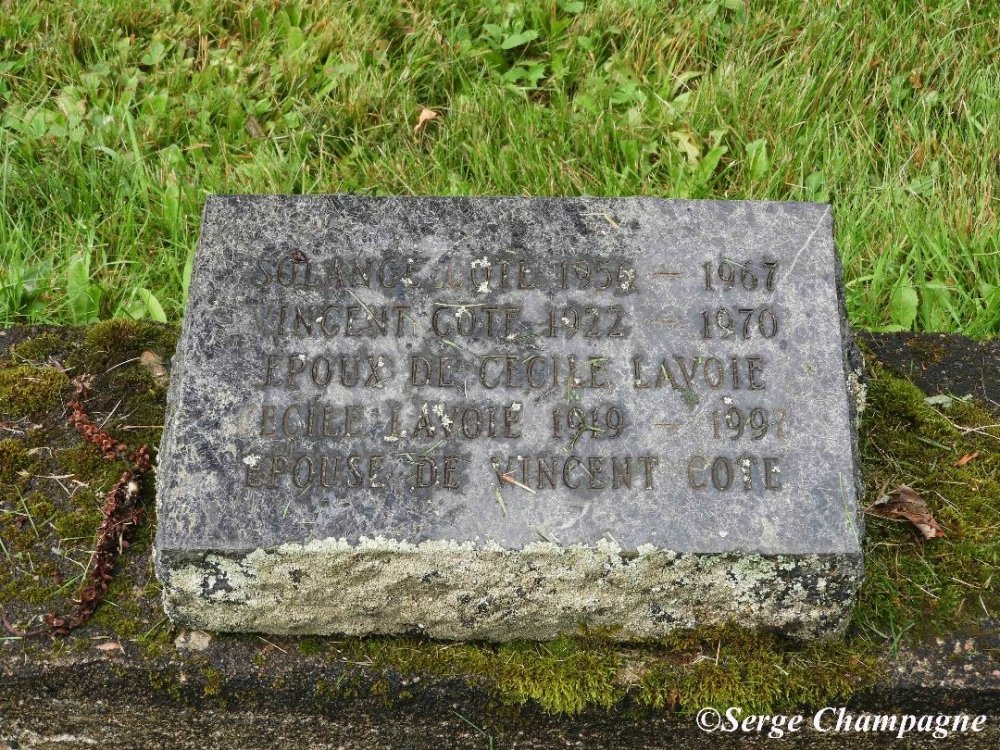 SOLANGE COTE 1956 — 1967
VINCENT COTE 1922 — 1970
EPOUX DE CECILE LAVOIE
CECILE LAVOIE 1919 — 1997
EPOUSE DE VINCENT COTE
©Serge Champagne